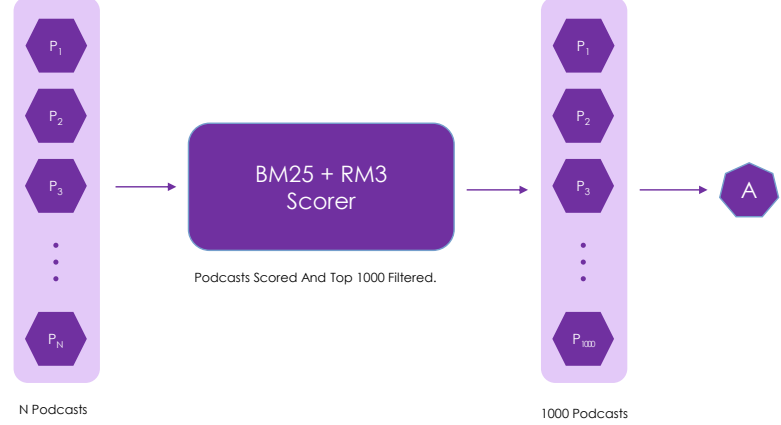 P1
P2
P3
PN
N Podcasts
BM25 + RM3
Scorer
Podcasts Scored And Top 1000 Filtered.
P1
P2
P3
P1000
1000 Podcasts
A